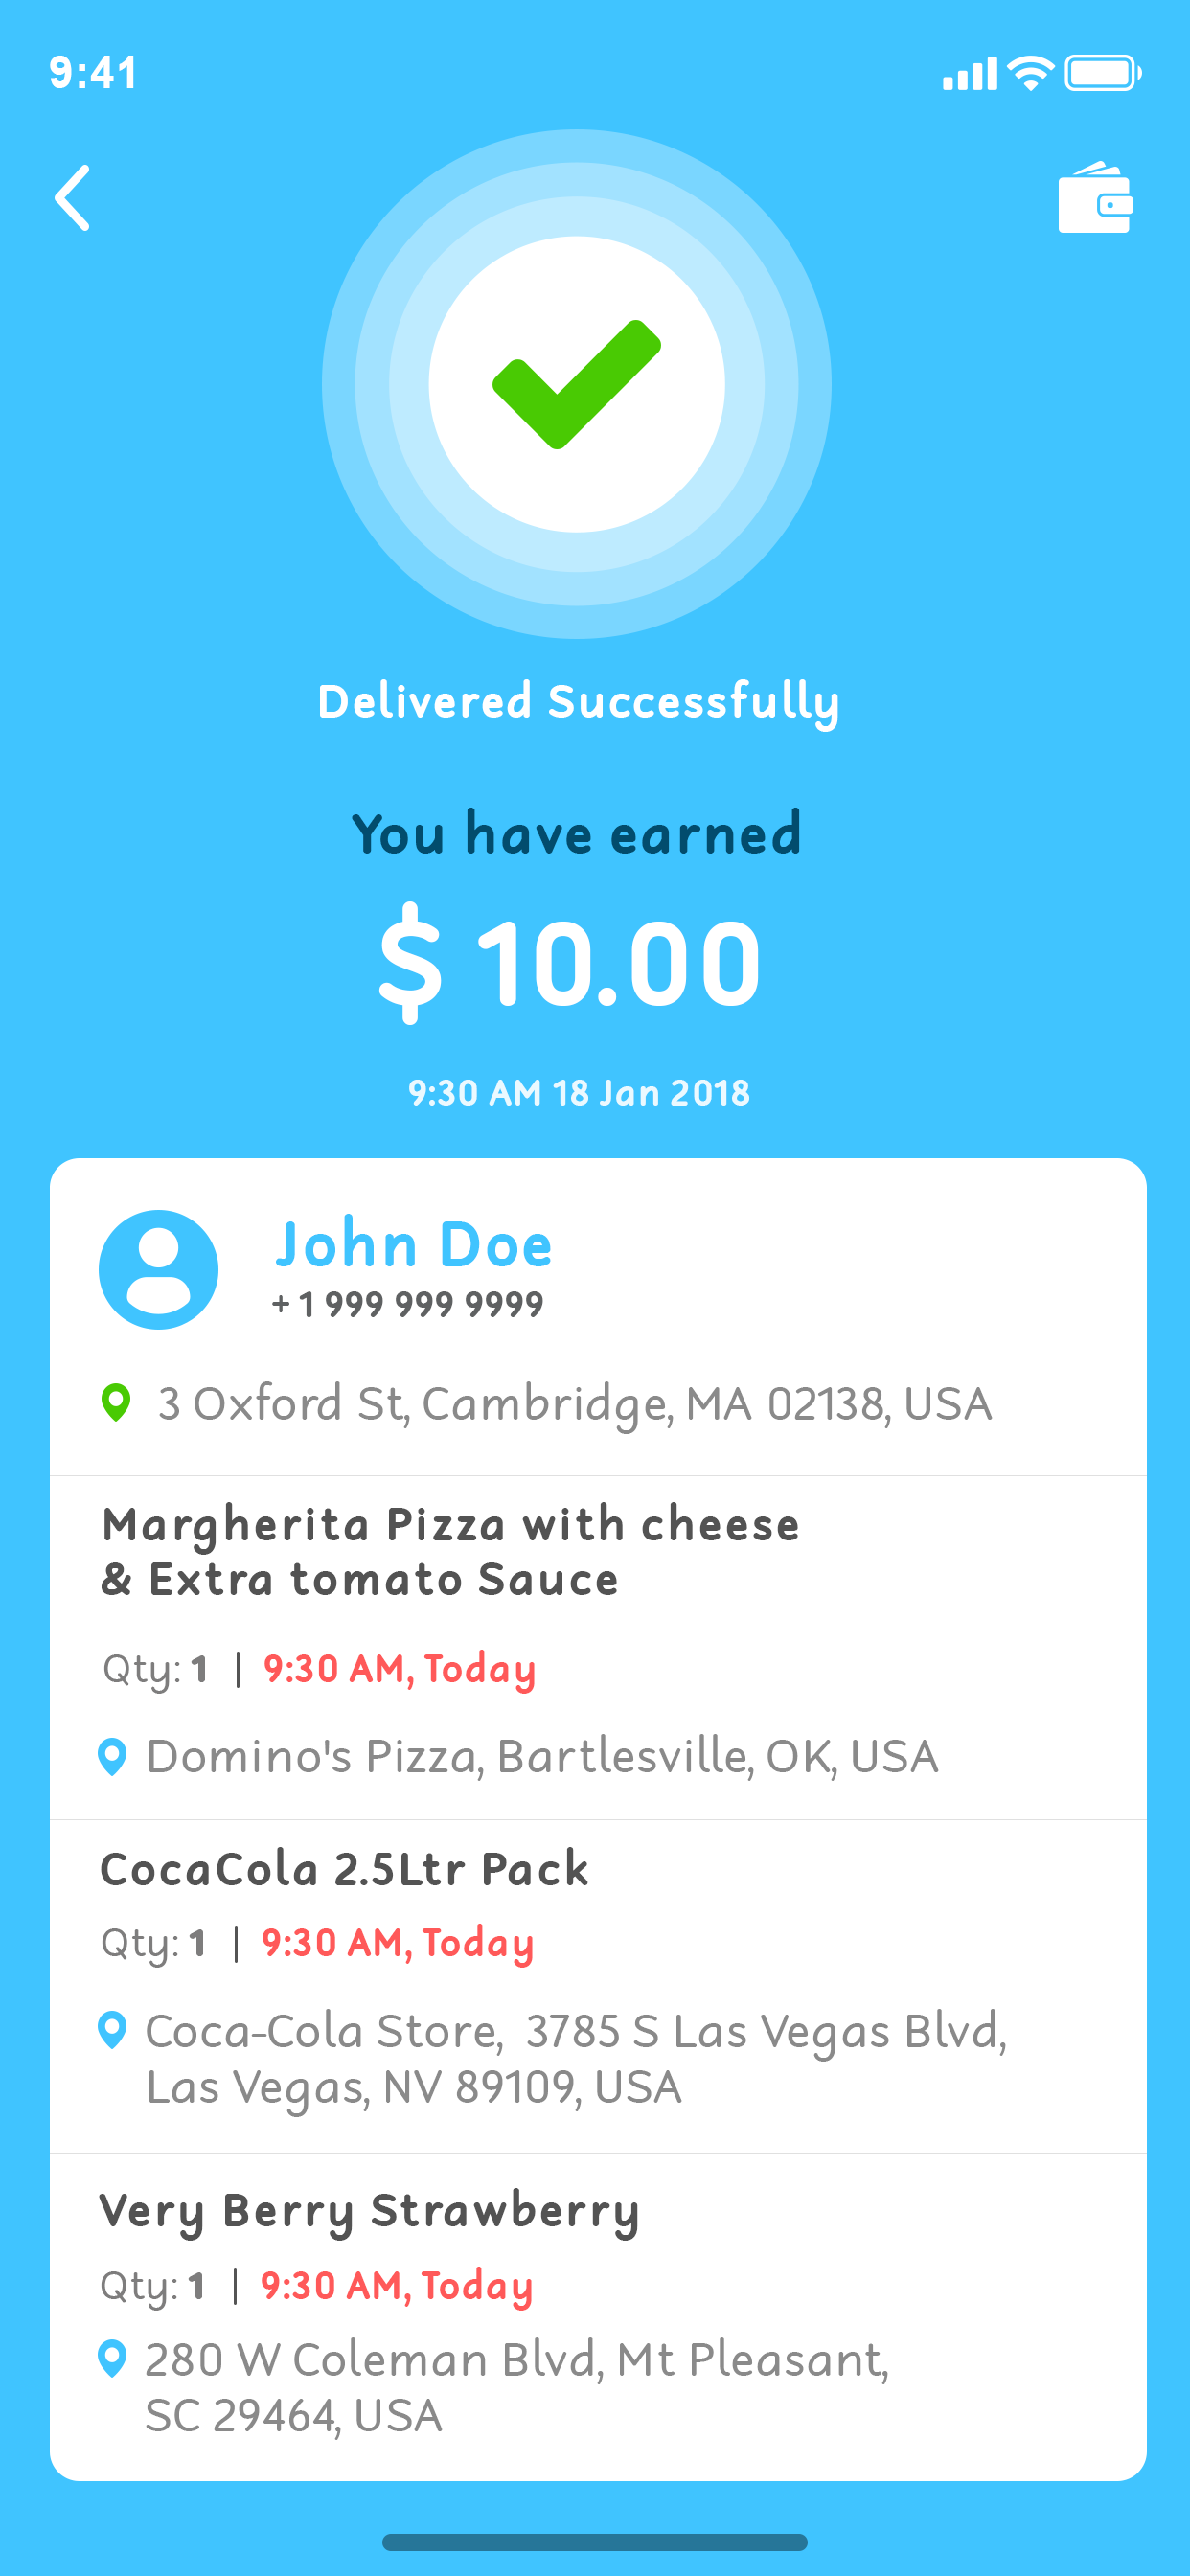 9:41
Delivered Successfully
You have earned
$ 10.00
9:30 AM 18 Jan 2018
John Doe
+ 1 999 999 9999
3 Oxford St, Cambridge, MA 02138, USA
Margherita Pizza with cheese
& Extra tomato Sauce
Qty: 1 | 9:30 AM, Today
Domino's Pizza, Bartlesville, OK, USA
CocaCola 2.5Ltr Pack
Qty: 1 | 9:30 AM, Today
Coca-Cola Store, 3785 S Las Vegas Blvd,
Las Vegas, NV 89109, USA
Very Berry Strawberry
Qty: 1 | 9:30 AM, Today
280 W Coleman Blvd, Mt Pleasant,
SC 29464, USA